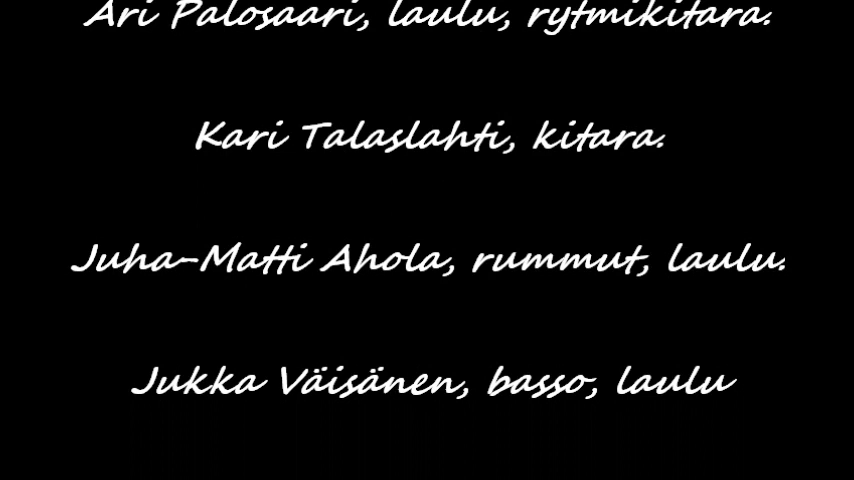 Ari Palosaari, laulu, rytmikitara.
Kari Talaslahti, kitara.
Juha-Matti Ahola, rummut, laulu.
Jukka Väisänen, basso, laulu